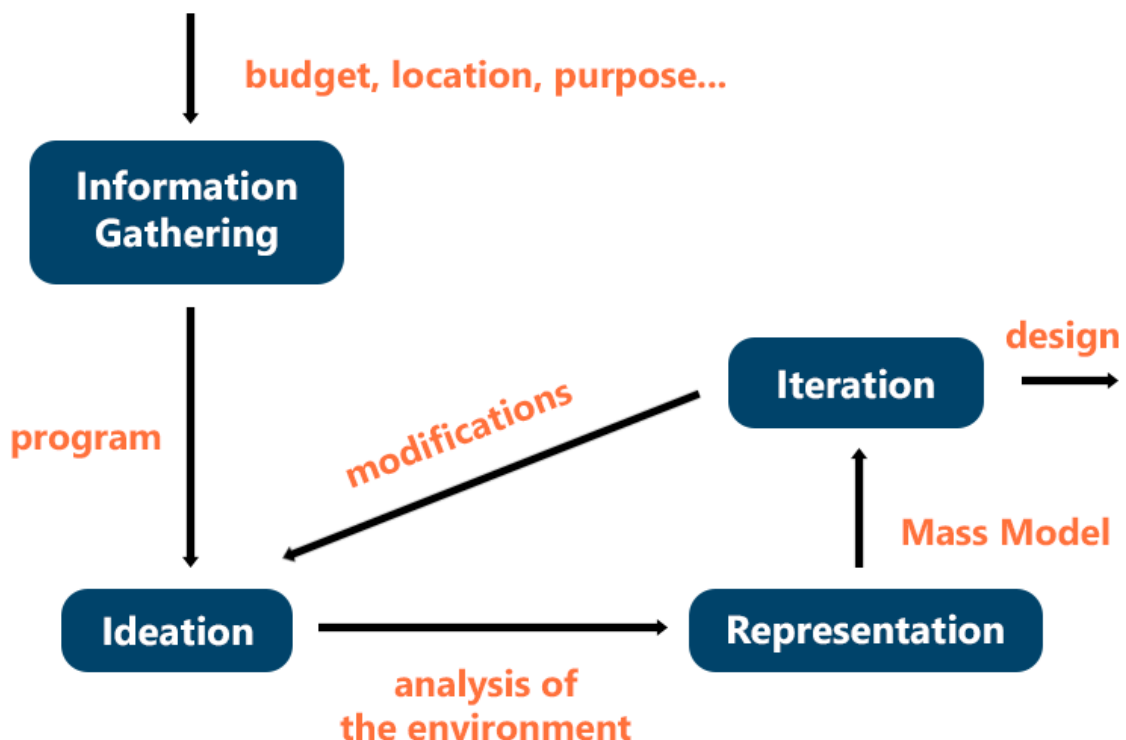 budget, location, purpose...
Information
Gathering
design
Iteration
modifications
program
Mass Model
Ideation
Representation
analysis of
the environment